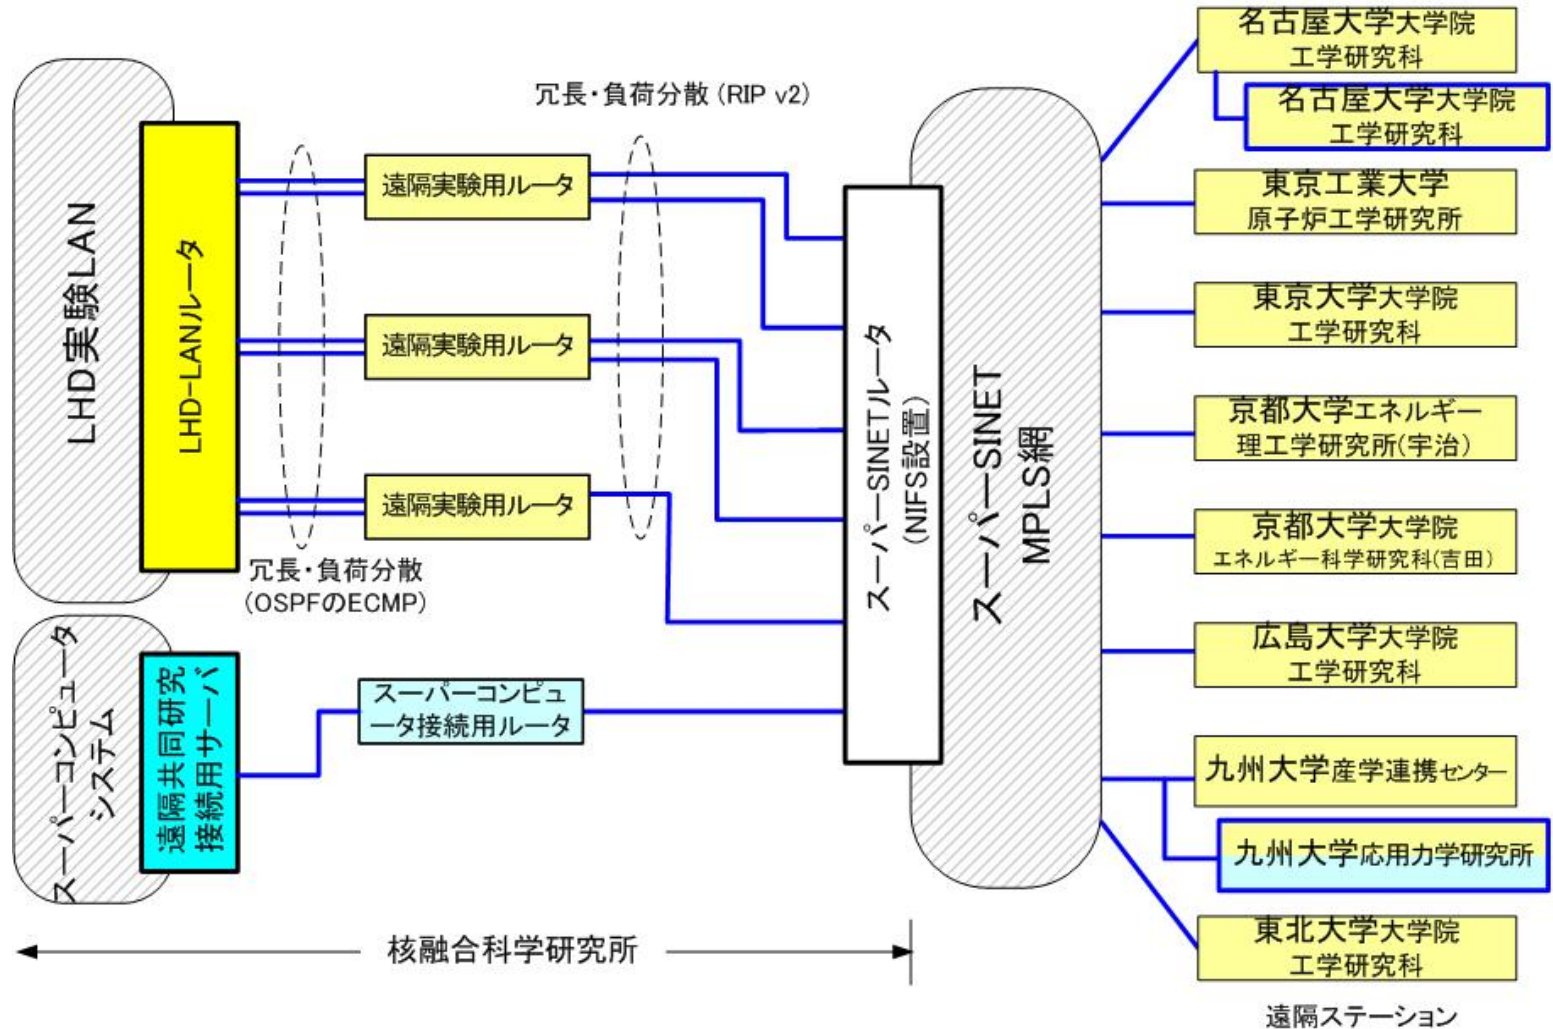 LHD実験LAN
LHD-LANルータ
冗長・負荷分散 (RIP v2)
遠隔実験用ルータ
遠隔実験用ルータ
遠隔実験用ルータ
冗長・負荷分散
(OSPFのECMP)
スーパーコンピュータ
システム
遠隔共同研究
接続用サーバ
スーパーコンピュ
ータ接続用ルータ
スーパーSINETルータ
(NIFS設置)
スーパーSINET
MPLS網
名古屋大学大学院
工学研究科
名古屋大学大学院
工学研究科
東京工業大学
原子炉工学研究所
東京大学大学院
工学研究科
京都大学エネルギー
理工学研究所(宇治)
京都大学大学院
エネルギー科学研究科(吉田)
広島大学大学院
工学研究科
九州大学産学連携センター
九州大学応用力学研究所
東北大学大学院
工学研究科
遠隔ステーション
核融合科学研究所